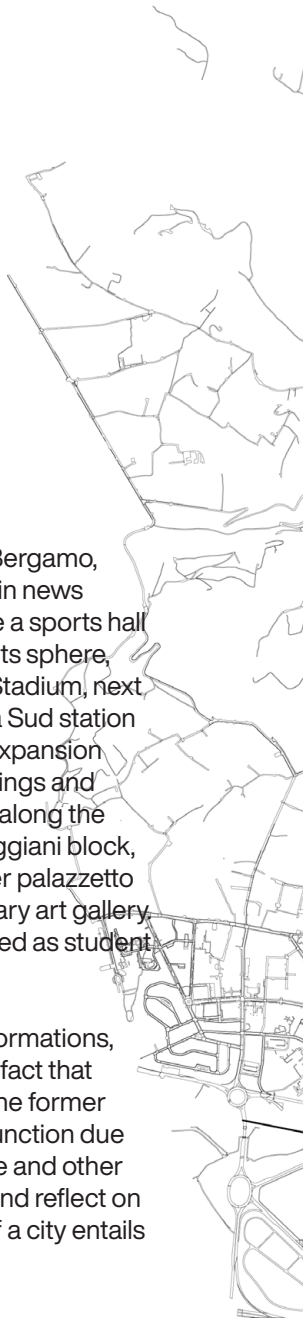 Bergamo,
in news
e a sports hall
ts sphere,
Stadium, next
a Sud station
expansion
ings and
along the
ggiani block,
er palazzetto
ary art gallery,
ed as student
ormations,
fact that
he former
unction due
e and other
nd reflect on
f a city entails